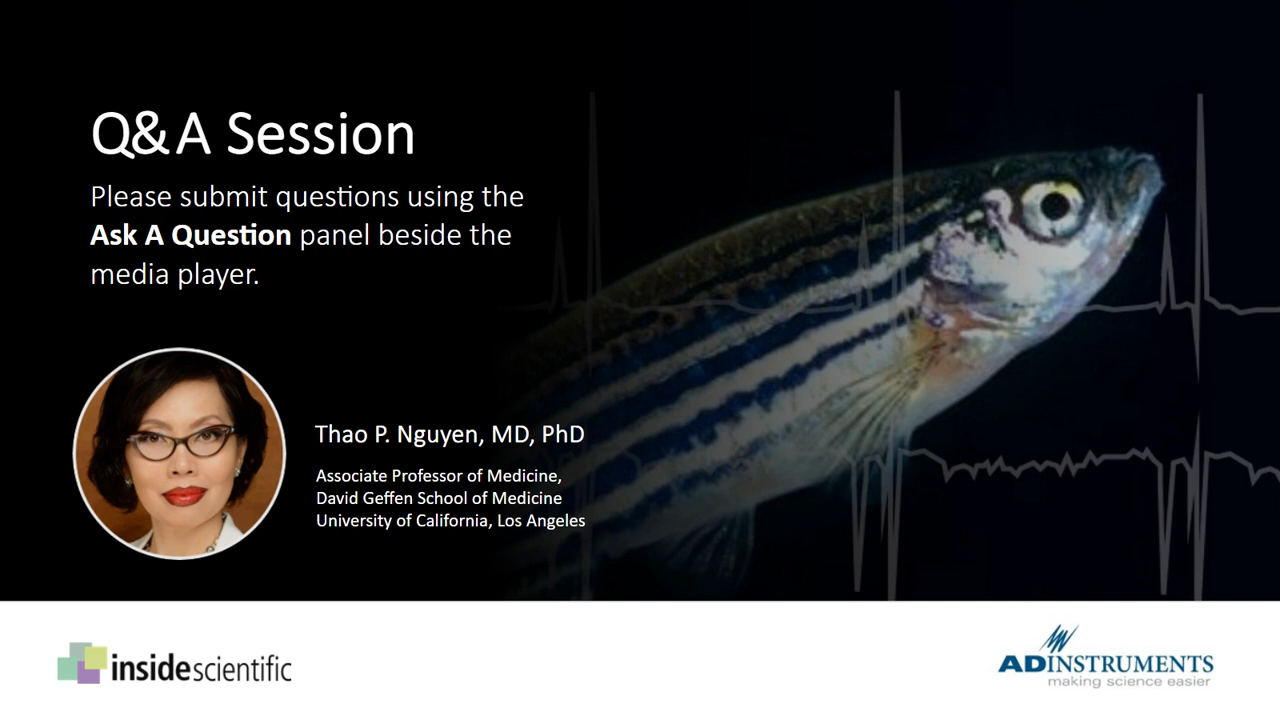 Q&A Session
Please submit questions using the
Ask A Question panel beside the
media player.
Thao P. Nguyen, MD, PhD
Associate Professor of Medicine,
David Geffen School of Medicine
University of California, Los Angeles
insidescientific
ADINSTRUMENTS
making science easier